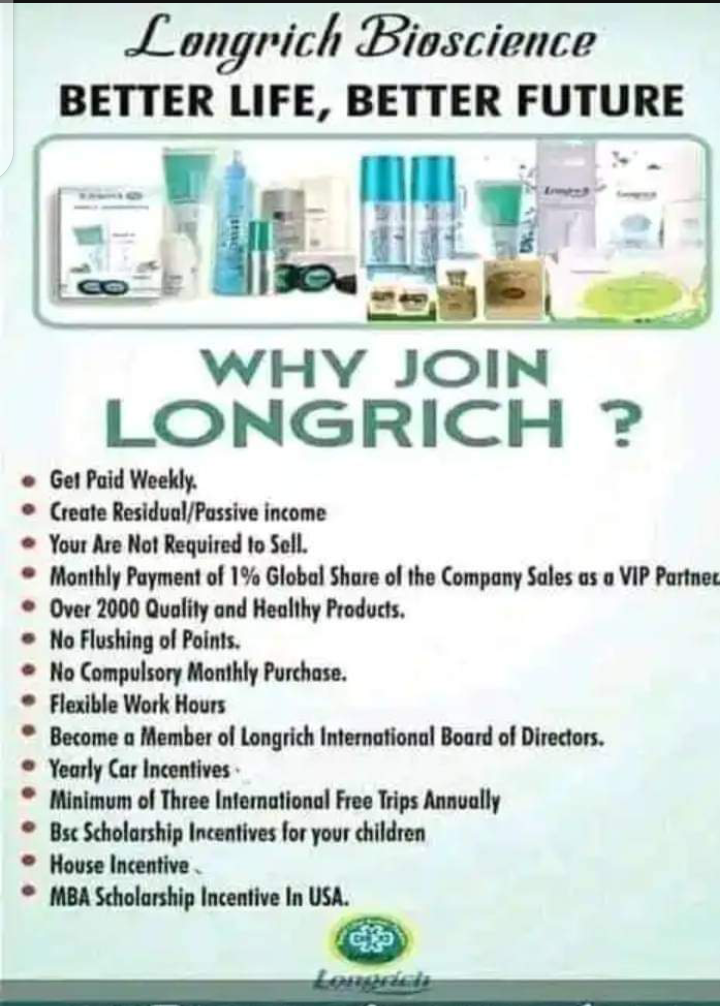 Longrich Bioscience
BETTER LIFE, BETTER FUTURE
Longrich
WHY JOIN
LONGRICH ?
• Get Paid Weekly.
• Create Residual/Passive income
• Your Are Not Required to Sell.
• Monthly Payment of 1% Global Share of the Company Sales as a VIP Partner.
• Over 2000 Quality and Healthy Products.
• No Flushing of Points.
• No Compulsory Monthly Purchase.
• Flexible Work Hours
• Become a Member of Longrich International Board of Directors.
• Yearly Car Incentives .
• Minimum of Three International Free Trips Annually
• Bsc Scholarship Incentives for your children
• House Incentive .
• MBA Scholarship Incentive In USA.
Longrich